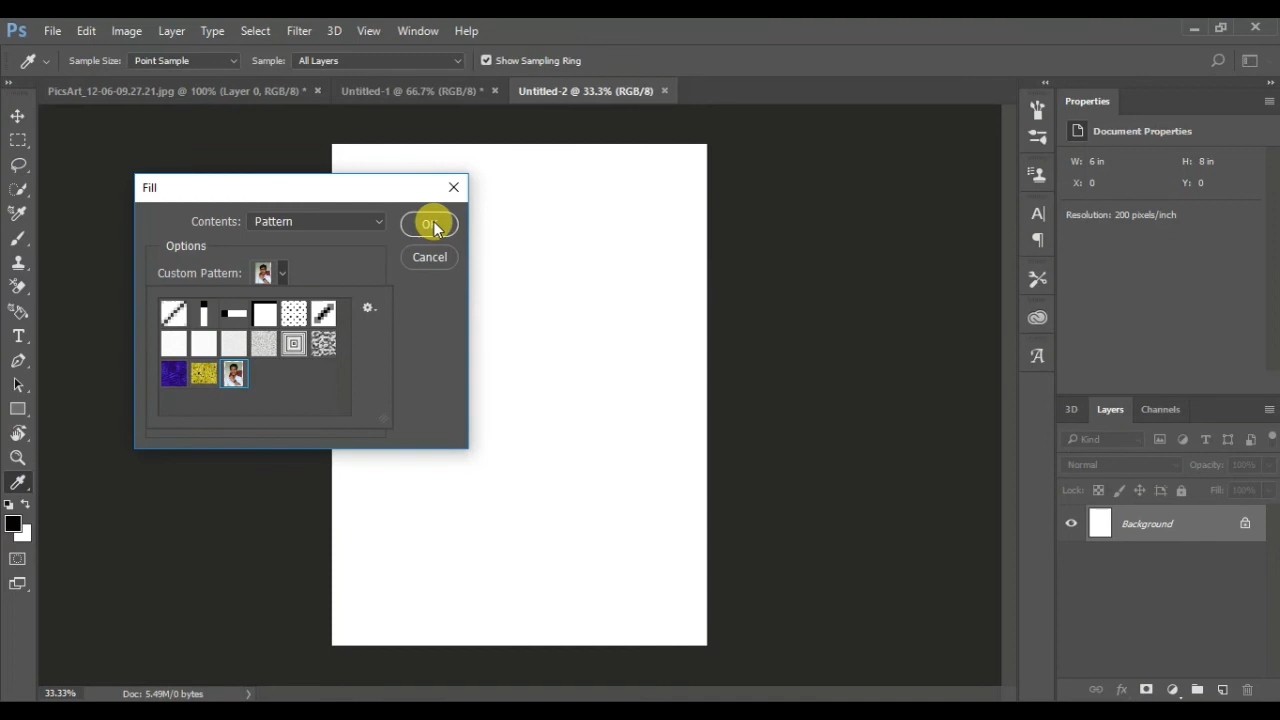 Ps File Edit Image Layer Type Select Filter 3D View Window Help
Sample Size: Point Sample Sample: All Layers Show Sampling Ring
PicsArt_12-06-09.27.21.jpg @ 100% (Layer 0, RGB/8) * Untitled-1 @ 66.7% (RGB/8) * Untitled-2 @ 33.3% (RGB/8)
Properties
Document Properties
W: 6 in H: 8 in
X: 0 Y: 0
Resolution: 200 pixels/inch
Fill
Contents: Pattern
Options
Cancel
Custom Pattern:
3D Layers Channels
Kind
Normal Opacity: 100%
Lock: Fill: 100%
Background
33.33% Doc: 5.49M/0 bytes